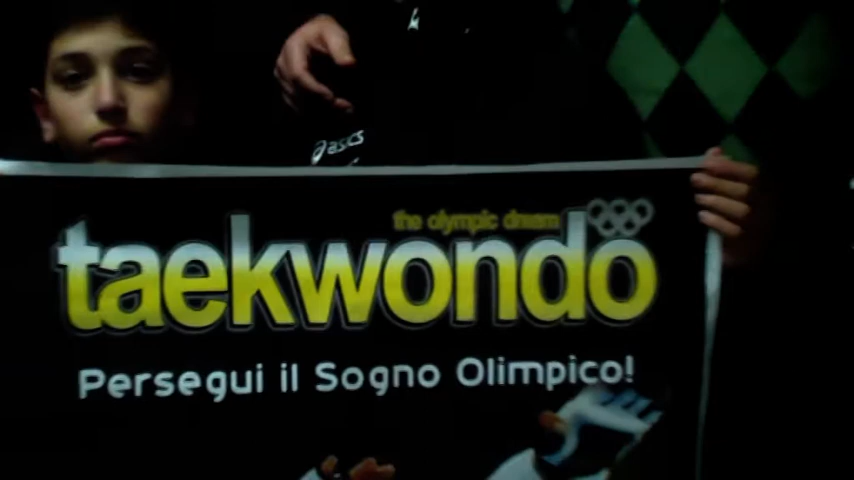 asics
the olympic dream
taekwondo
Persegui il Sogno Olimpico!